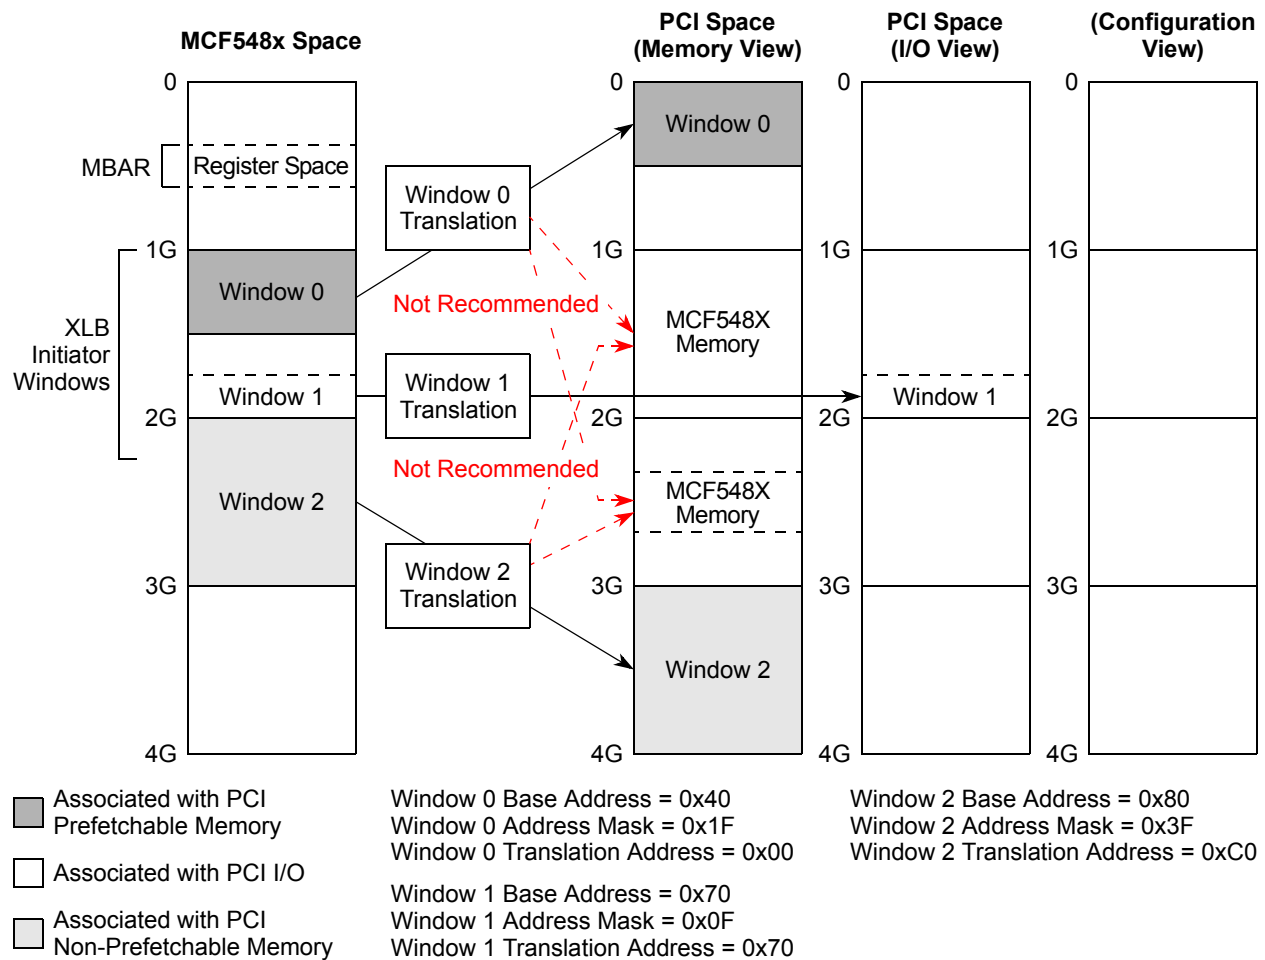 MCF548x Space
PCI Space
(Memory View)
PCI Space
(I/O View)
(Configuration
View)
0
0
0
0
Window 0
MBAR
Register Space
Window 0
Translation
1G
1G
1G
1G
Window 0
Not Recommended
MCF548X
Memory
XLB
Initiator
Windows
Window 1
Window 1
Translation
Window 1
2G
2G
2G
2G
Not Recommended
MCF548X
Memory
Window 2
Window 2
Translation
3G
3G
3G
3G
Window 2
4G
4G
4G
4G
Associated with PCI
Prefetchable Memory
Associated with PCI I/O
Associated with PCI
Non-Prefetchable Memory
Window 0 Base Address = 0x40
Window 0 Address Mask = 0x1F
Window 0 Translation Address = 0x00
Window 1 Base Address = 0x70
Window 1 Address Mask = 0x0F
Window 1 Translation Address = 0x70
Window 2 Base Address = 0x80
Window 2 Address Mask = 0x3F
Window 2 Translation Address = 0xC0